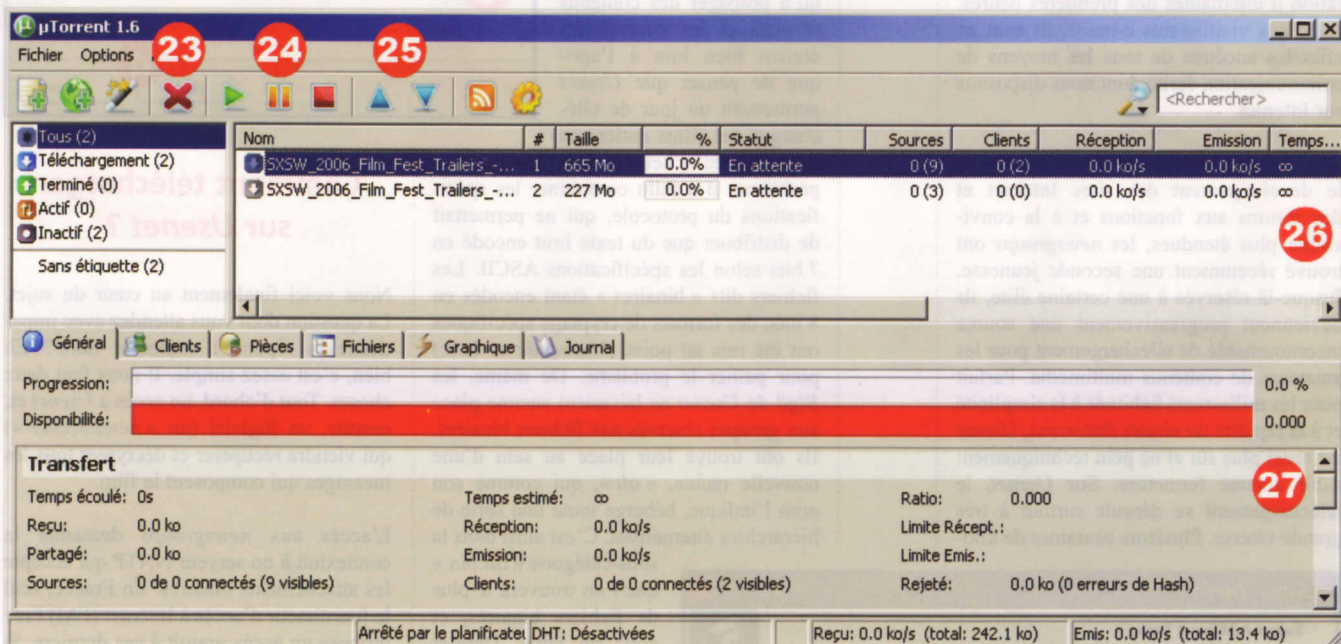 µTorrent 1.6
Fichier Options
23 24 25
<Rechercher>
Tous (2)
Téléchargement (2)
Terminé (0)
Actif (0)
Inactif (2)
Sans étiquette (2)
Nom # Taille % Statut Sources Clients Réception Emission Temps...
SXSW_2006_Film_Fest_Trailers_-... 1 665 Mo 0.0% En attente 0 (9) 0 (2) 0.0 ko/s 0.0 ko/s ∞
SXSW_2006_Film_Fest_Trailers_-... 2 227 Mo 0.0% En attente 0 (3) 0 (0) 0.0 ko/s 0.0 ko/s ∞
26
Général Clients Pièces Fichiers Graphique Journal
Progression: 0.0 %
Disponibilité: 0.000
Transfert
27
Temps écoulé: 0s Temps estimé: ∞ Ratio: 0.000
Reçu: 0.0 ko Réception: 0.0 ko/s Limite Récept.:
Partagé: 0.0 ko Emission: 0.0 ko/s Limite Emis.:
Sources: 0 de 0 connectés (9 visibles) Clients: 0 de 0 connectés (2 visibles) Rejeté: 0.0 ko (0 erreurs de Hash)
Arrêté par le planificateu DHT: Désactivées Reçu: 0.0 ko/s (total: 242.1 ko) Emis: 0.0 ko/s (total: 13.4 ko)